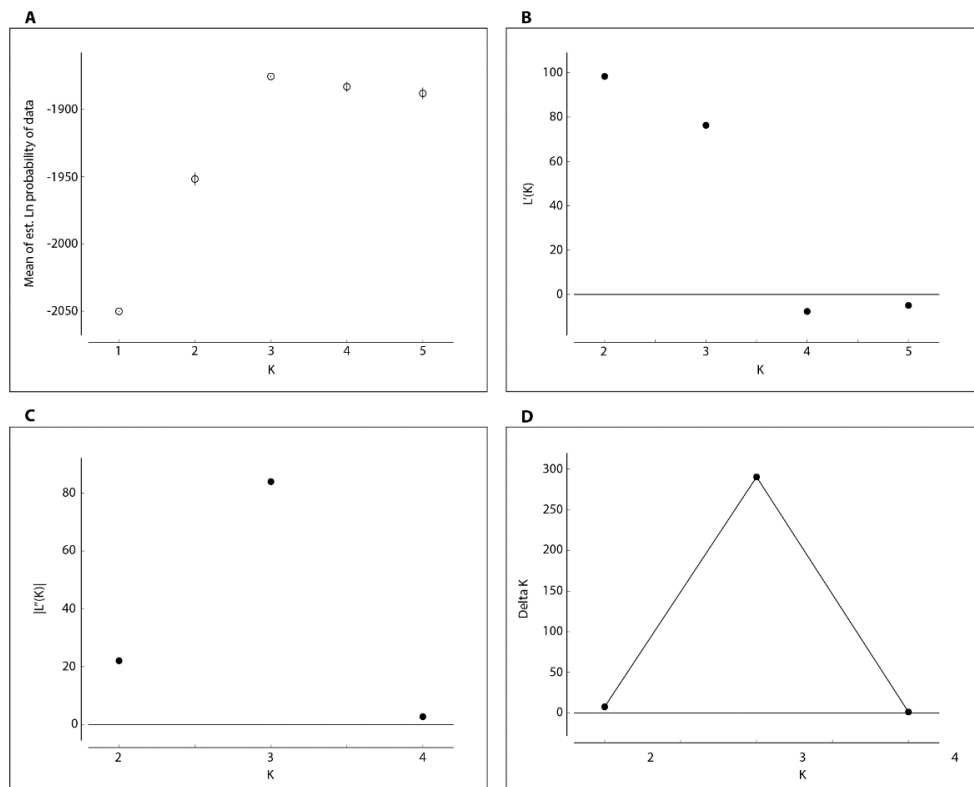 A
Mean of est. Ln probability of data
-1900
-1950
-2000
-2050
1 2 3 4 5
K
B
L'(K)
100
80
60
40
20
0
2 3 4 5
K
C
|L"(K)|
80
60
40
20
0
2 3 4
K
D
Delta K
300
250
200
150
100
50
0
2 3 4
K